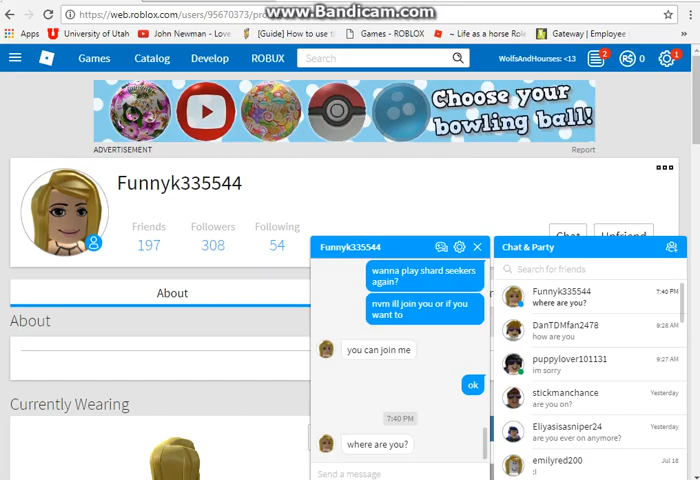 www.Bandicam.com
https://web.roblox.com/users/95670373/pro
Apps University of Utah John Newman - Love [Guide] How to use the Games - ROBLOX ~ Life as a horse Role Gateway | Employee
Games Catalog Develop ROBUX Search WolfsAndHourses: <13 2 R$ 0 1
Choose your
bowling ball!
ADVERTISEMENT Report
Funnyk335544
Friends Followers Following
197 308 54
Chat Unfriend
About
About
Currently Wearing
Funnyk335544
wanna play shard seekers
again?
nvm ill join you or if you
want to
you can join me
ok
7:40 PM
where are you?
Send a message
Chat & Party
Search for friends
Funnyk335544 7:40 PM
where are you?
DanTDMfan2478 9:28 AM
how are you
puppylover101131 9:27 AM
im sorry
stickmanchance Yesterday
are you on?
Eliyasisasniper24 Yesterday
are you ever on anymore?
emilyred200 Jul 18
;l